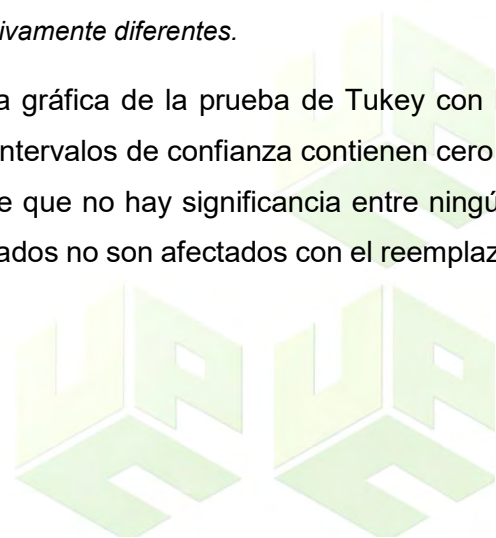 ivamente diferentes.
a gráfica de la prueba de Tukey con
ntervalos de confianza contienen cero
e que no hay significancia entre ningú
ados no son afectados con el reemplaz